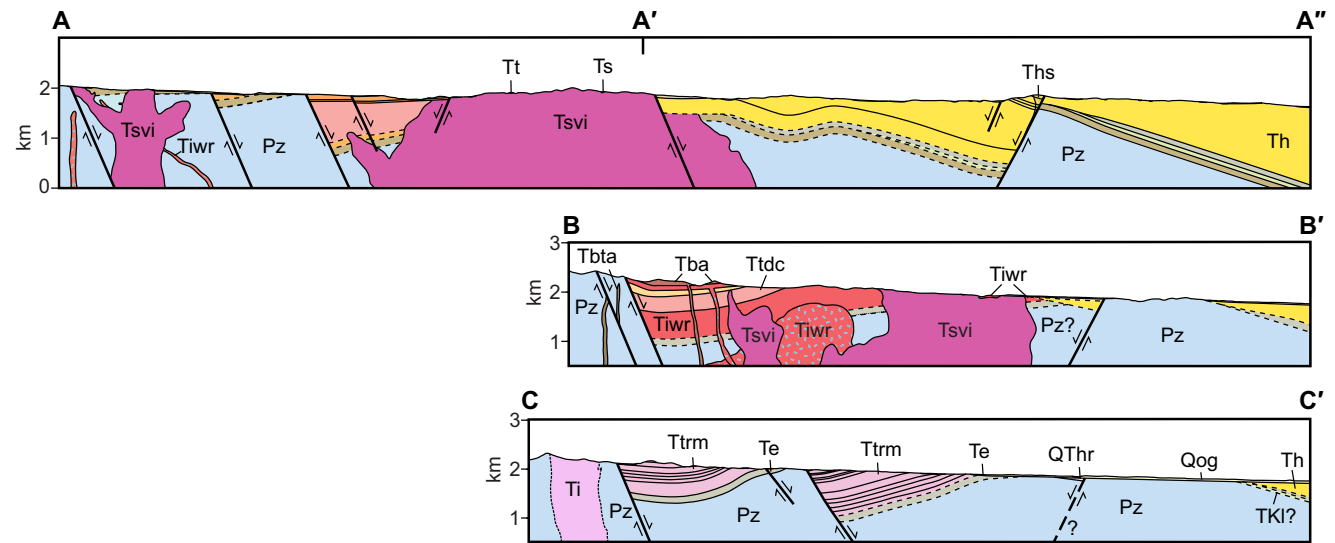 A A′ A″
Tt Ts Ths
2
km
1
0
Tsvi Tiwr Pz Tsvi Pz Th
B B′
3
km
2
1
Tbta Tba Ttdc Tiwr
Pz Tiwr Tsvi Tiwr Tsvi Pz? Pz
C C′
3
km
2
1
Ttrm Te Ttrm Te QThr Qog Th
Ti Pz Pz ? Pz TKl?